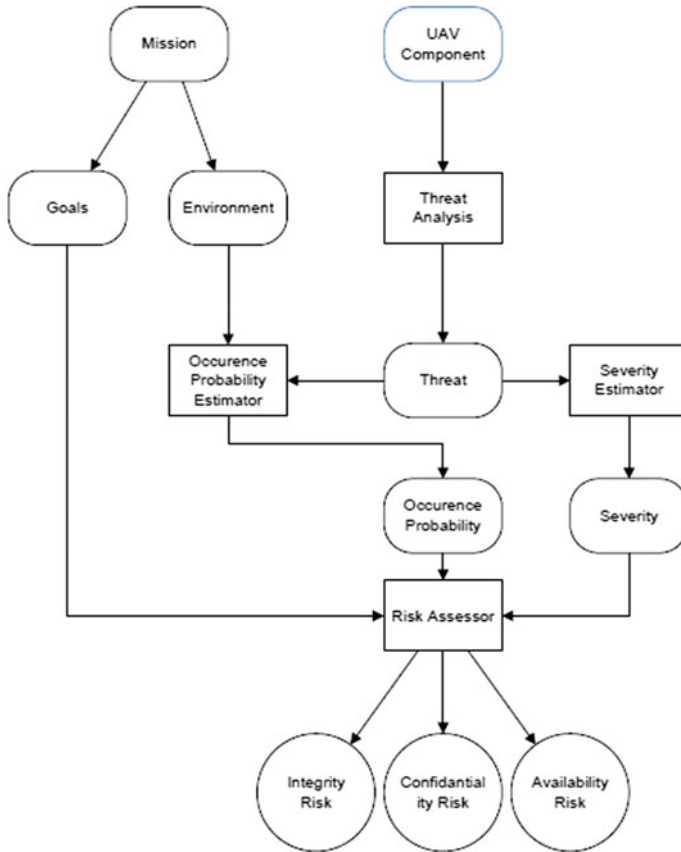 Mission
UAV
Component
Goals
Environment
Threat
Analysis
Occurence
Probability
Estimator
Threat
Severity
Estimator
Occurence
Probability
Severity
Risk Assessor
Integrity
Risk
Confidantial
ity Risk
Availability
Risk